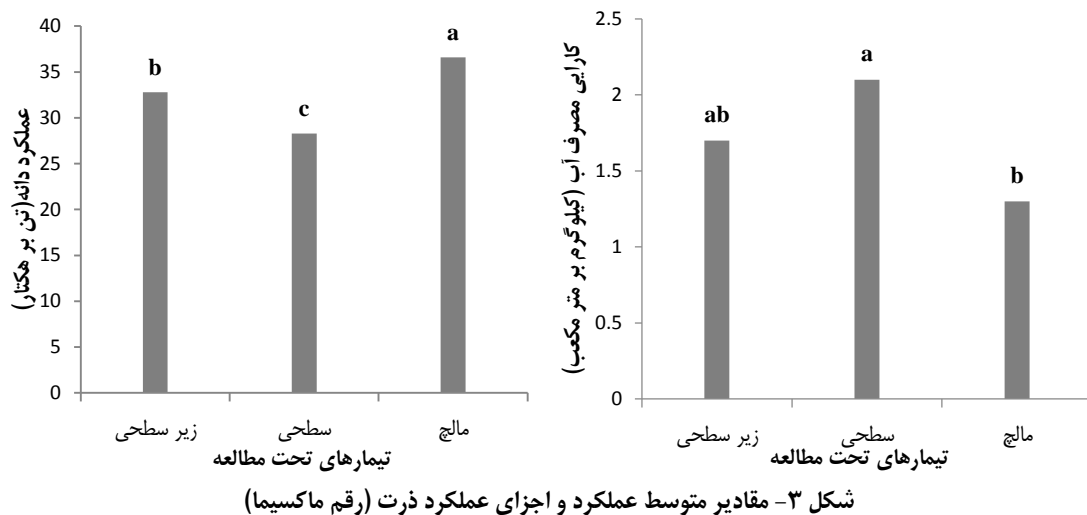 عملکرد دانه(تن بر هکتار)
40
35
30
25
20
15
10
5
0
b
c
a
زیر سطحی
سطحی
مالچ
تیمارهای تحت مطالعه
کارایی مصرف آب (کیلوگرم بر متر مکعب)
2.5
2
1.5
1
0.5
0
ab
a
b
زیر سطحی
سطحی
مالچ
تیمارهای تحت مطالعه
شکل ۳- مقادیر متوسط عملکرد و اجزای عملکرد ذرت (رقم ماکسیما)